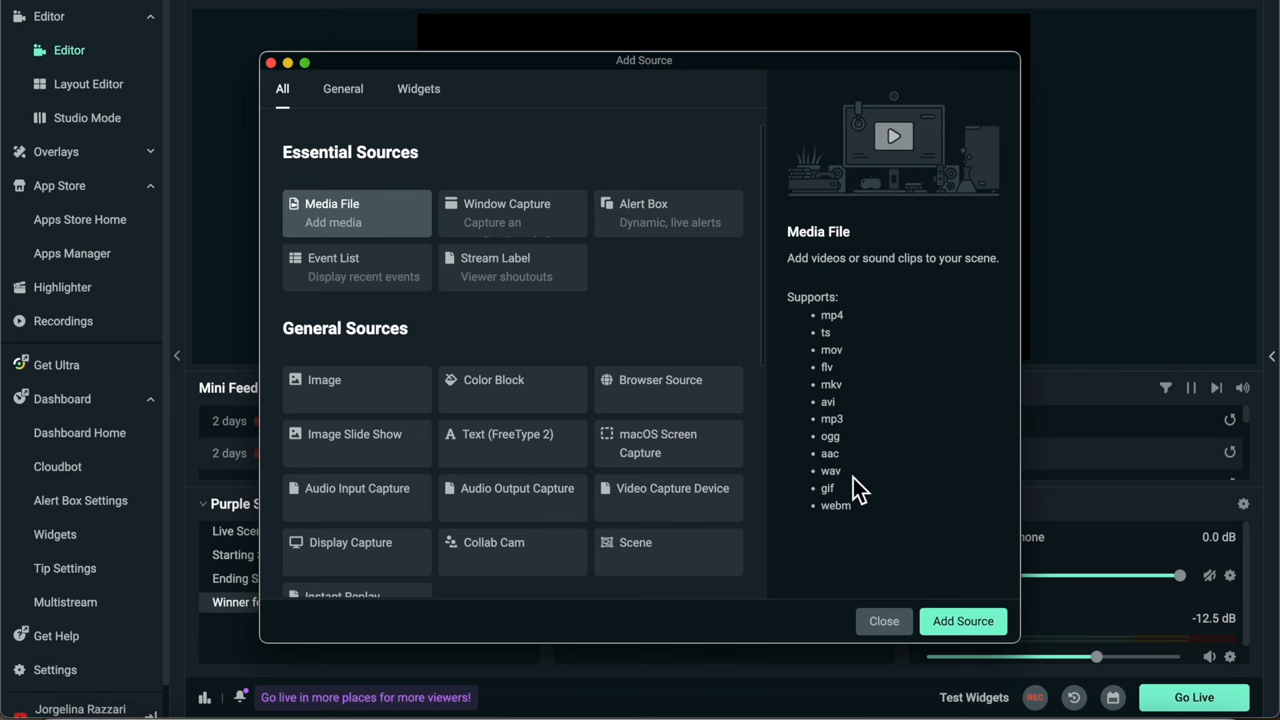 Editor
Editor
Layout Editor
Studio Mode
Overlays
App Store
Apps Store Home
Apps Manager
Highlighter
Recordings
Get Ultra
Dashboard
Dashboard Home
Cloudbot
Alert Box Settings
Widgets
Tip Settings
Multistream
Get Help
Settings
Jorgelina Razzari
Add Source
All General Widgets
Essential Sources
Media File
Add media
Window Capture
Capture an
Alert Box
Dynamic, live alerts
Event List
Display recent events
Stream Label
Viewer shoutouts
General Sources
Image
Color Block
Browser Source
Image Slide Show
Text (FreeType 2)
macOS Screen
Capture
Audio Input Capture
Audio Output Capture
Video Capture Device
Display Capture
Collab Cam
Scene
Instant Replay
Media File
Add videos or sound clips to your scene.
Supports:
• mp4
• ts
• mov
• flv
• mkv
• avi
• mp3
• ogg
• aac
• wav
• gif
• webm
Close
Add Source
Mini Feed
2 days
2 days
Purple S
Live Sce
Starting
Ending S
Winner f
0.0 dB
-12.5 dB
Go live in more places for more viewers!
Test Widgets
REC
Go Live